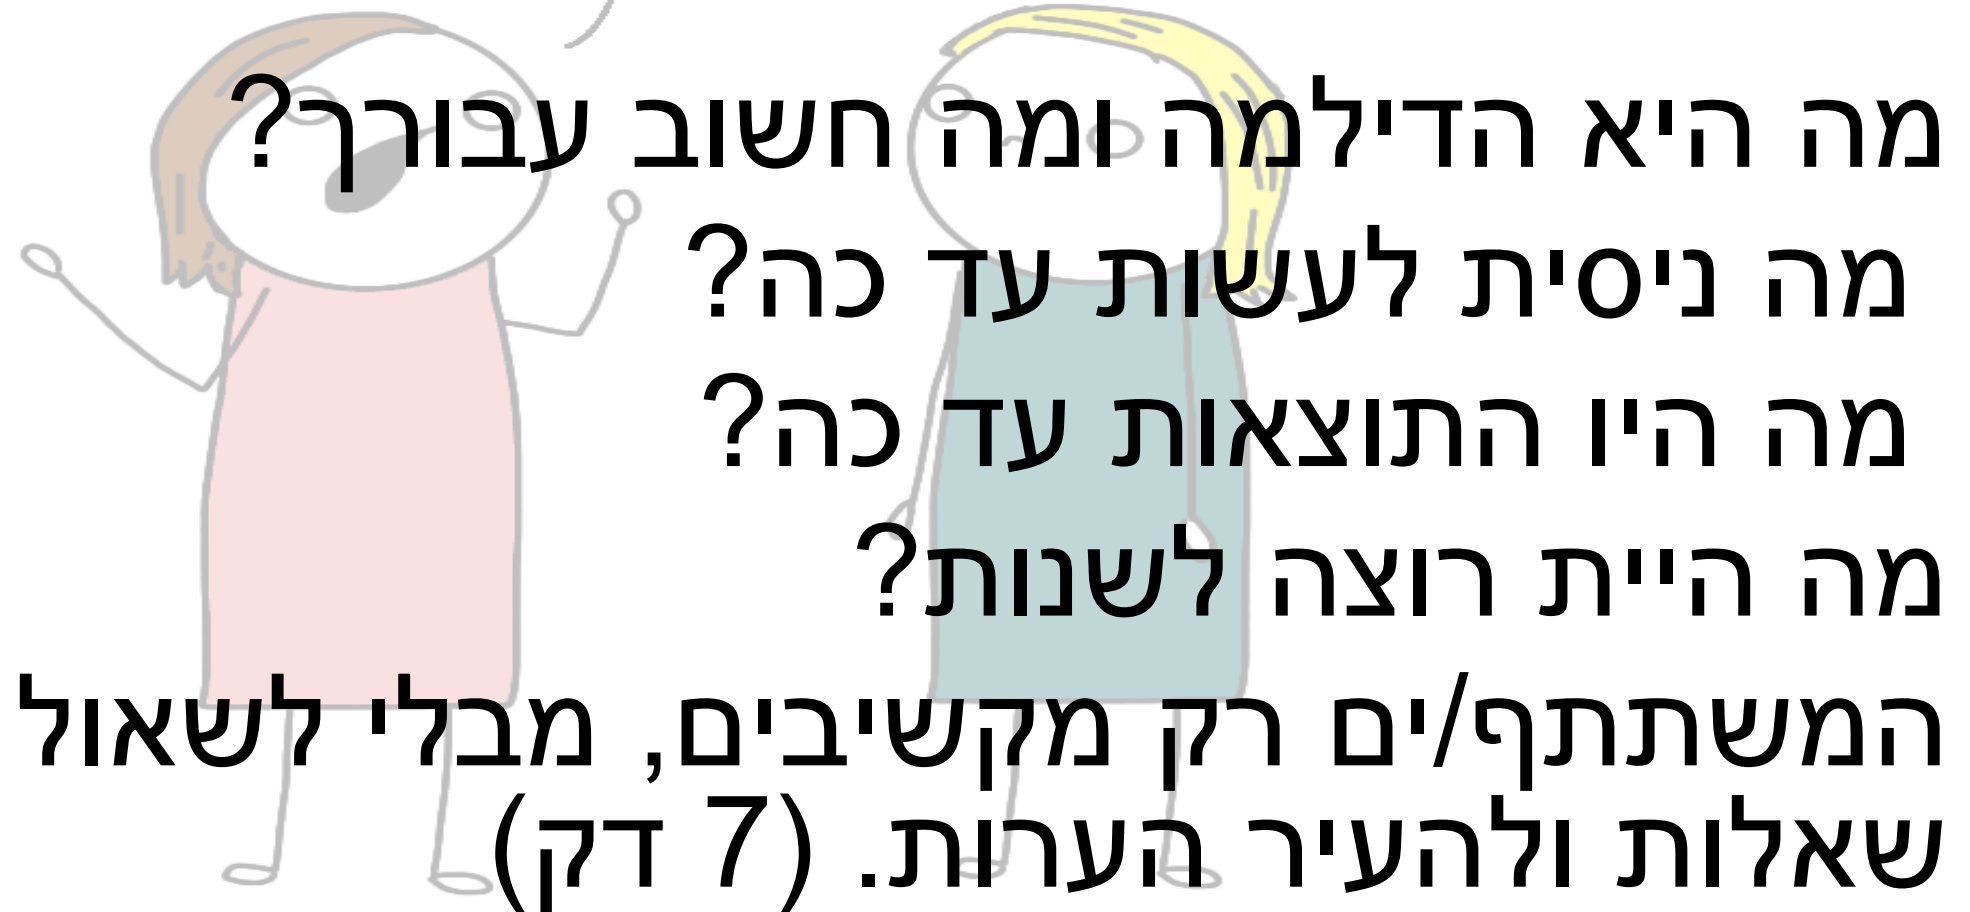 מה היא הדילמה ומה חשוב עבורך?
מה ניסית לעשות עד כה?
מה היו התוצאות עד כה?
מה היית רוצה לשנות?
המשתתף/ים רק מקשיבים, מבלי לשאול
שאלות ולהעיר הערות. (7 דק)